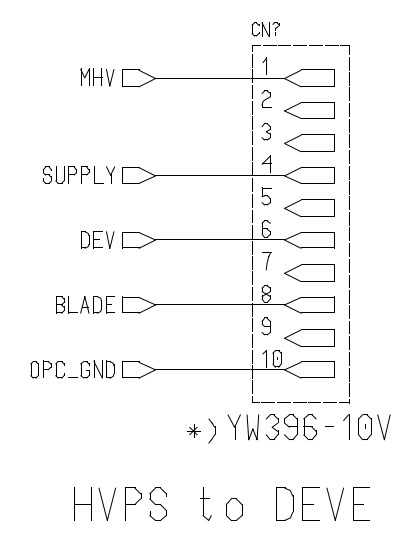 CN?
MHV 1
2
3
SUPPLY 4
5
DEV 6
7
BLADE 8
9
OPC_GND 10
*)YW396-10V
HVPS to DEVE